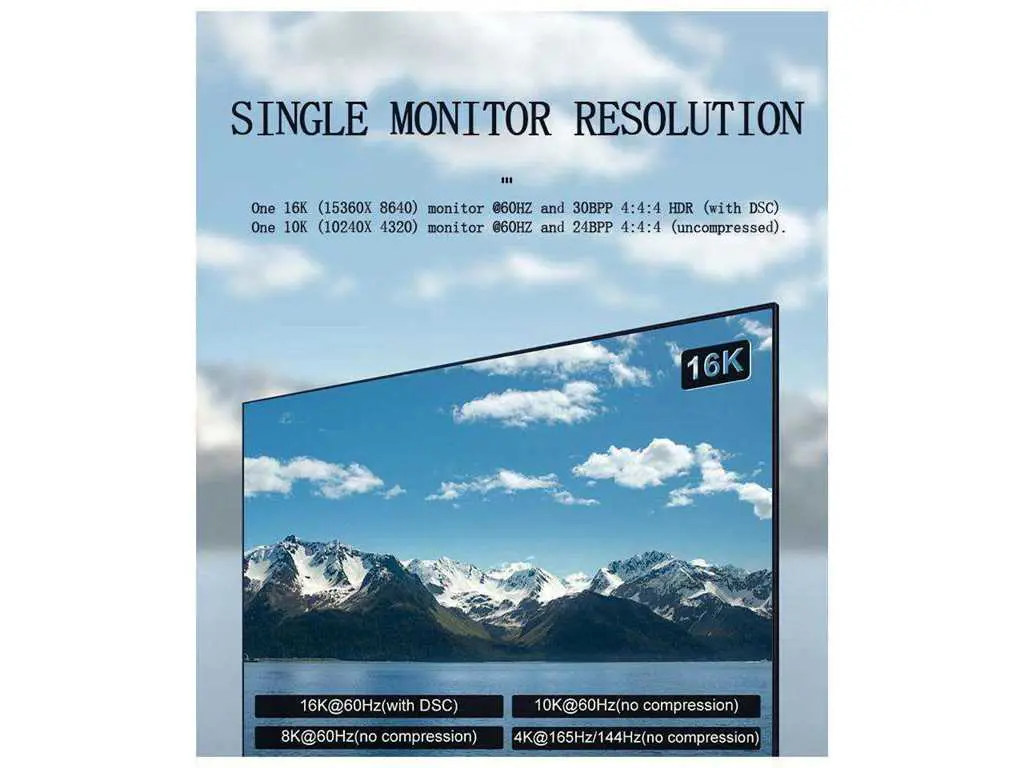 SINGLE MONITOR RESOLUTION
One 16K (15360X 8640) monitor @60HZ and 30BPP 4:4:4 HDR (with DSC)
One 10K (10240X 4320) monitor @60HZ and 24BPP 4:4:4 (uncompressed).
16K
16K@60Hz(with DSC)
10K@60Hz(no compression)
8K@60Hz(no compression)
4K@165Hz/144Hz(no compression)